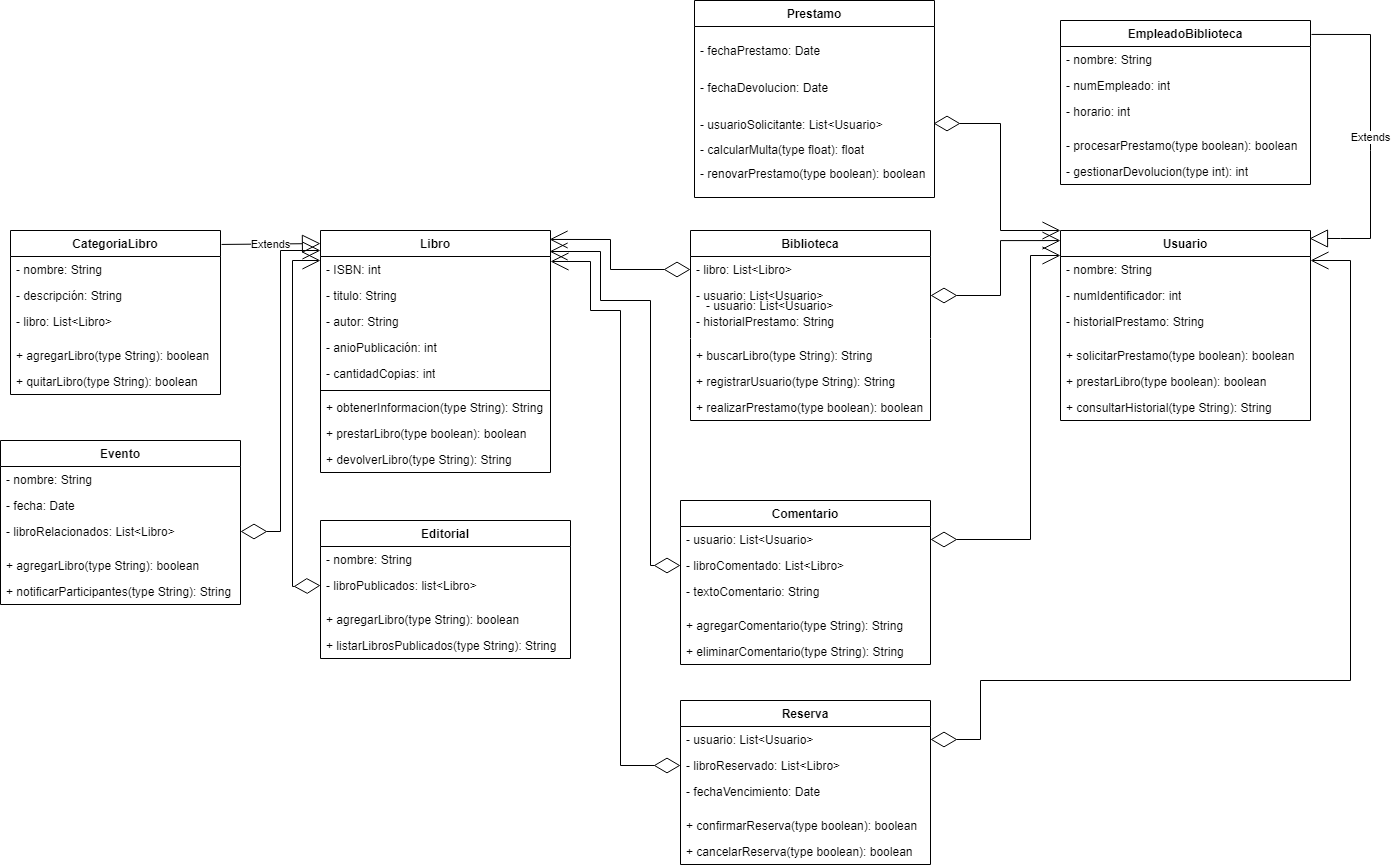 Prestamo
- fechaPrestamo: Date
- fechaDevolucion: Date
- usuarioSolicitante: List<Usuario>
- calcularMulta(type float): float
- renovarPrestamo(type boolean): boolean
EmpleadoBiblioteca
- nombre: String
- numEmpleado: int
- horario: int
- procesarPrestamo(type boolean): boolean
- gestionarDevolucion(type int): int
Extends
CategoriaLibro
- nombre: String
- descripción: String
- libro: List<Libro>
+ agregarLibro(type String): boolean
+ quitarLibro(type String): boolean
Extends
Libro
- ISBN: int
- titulo: String
- autor: String
- anioPublicación: int
- cantidadCopias: int
+ obtenerInformacion(type String): String
+ prestarLibro(type boolean): boolean
+ devolverLibro(type String): String
Biblioteca
- libro: List<Libro>
- usuario: List<Usuario>
- usuario: List<Usuario>
- historialPrestamo: String
+ buscarLibro(type String): String
+ registrarUsuario(type String): String
+ realizarPrestamo(type boolean): boolean
Usuario
- nombre: String
- numIdentificador: int
- historialPrestamo: String
+ solicitarPrestamo(type boolean): boolean
+ prestarLibro(type boolean): boolean
+ consultarHistorial(type String): String
Evento
- nombre: String
- fecha: Date
- libroRelacionados: List<Libro>
+ agregarLibro(type String): boolean
+ notificarParticipantes(type String): String
Editorial
- nombre: String
- libroPublicados: list<Libro>
+ agregarLibro(type String): boolean
+ listarLibrosPublicados(type String): String
Comentario
- usuario: List<Usuario>
- libroComentado: List<Libro>
- textoComentario: String
+ agregarComentario(type String): String
+ eliminarComentario(type String): String
Reserva
- usuario: List<Usuario>
- libroReservado: List<Libro>
- fechaVencimiento: Date
+ confirmarReserva(type boolean): boolean
+ cancelarReserva(type boolean): boolean